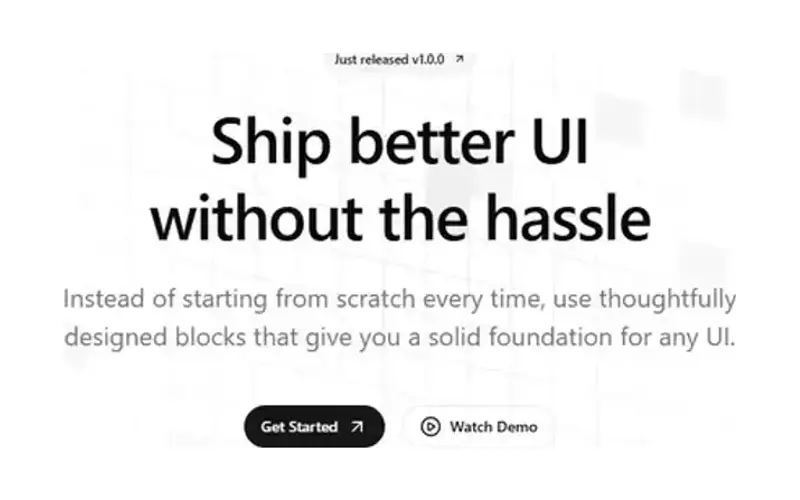 Just released v1.0.0
Ship better UI
without the hassle
Instead of starting from scratch every time, use thoughtfully
designed blocks that give you a solid foundation for any UI.
Get Started
Watch Demo